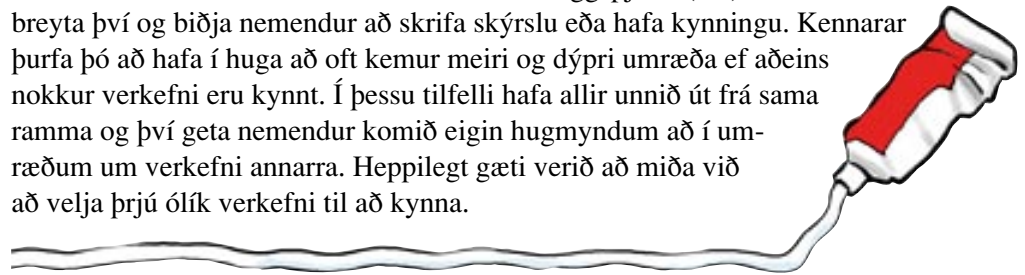 breyta því og biðja nemendur að skrifa skýrslu eða hafa kynningu. Kennarar
þurfa þó að hafa í huga að oft kemur meiri og dýpri umræða ef aðeins
nokkur verkefni eru kynnt. Í þessu tilfelli hafa allir unnið út frá sama
ramma og því geta nemendur komið eigin hugmyndum að í um-
ræðum um verkefni annarra. Heppilegt gæti verið að miða við
að velja þrjú ólík verkefni til að kynna.